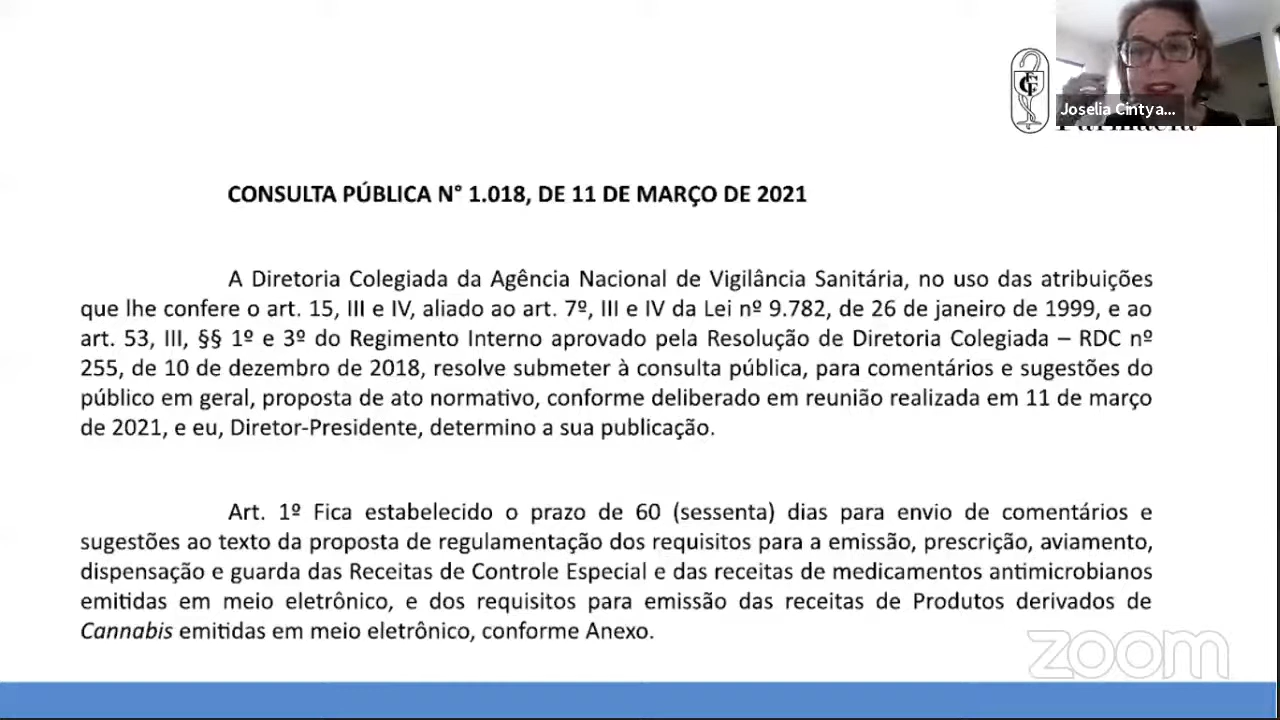 Joselia Cintya...
CONSULTA PÚBLICA N° 1.018, DE 11 DE MARÇO DE 2021
A Diretoria Colegiada da Agência Nacional de Vigilância Sanitária, no uso das atribuições
que lhe confere o art. 15, III e IV, aliado ao art. 7º, III e IV da Lei nº 9.782, de 26 de janeiro de 1999, e ao
art. 53, III, §§ 1º e 3º do Regimento Interno aprovado pela Resolução de Diretoria Colegiada – RDC nº
255, de 10 de dezembro de 2018, resolve submeter à consulta pública, para comentários e sugestões do
público em geral, proposta de ato normativo, conforme deliberado em reunião realizada em 11 de março
de 2021, e eu, Diretor-Presidente, determino a sua publicação.
Art. 1º Fica estabelecido o prazo de 60 (sessenta) dias para envio de comentários e
sugestões ao texto da proposta de regulamentação dos requisitos para a emissão, prescrição, aviamento,
dispensação e guarda das Receitas de Controle Especial e das receitas de medicamentos antimicrobianos
emitidas em meio eletrônico, e dos requisitos para emissão das receitas de Produtos derivados de
Cannabis emitidas em meio eletrônico, conforme Anexo.
zoom